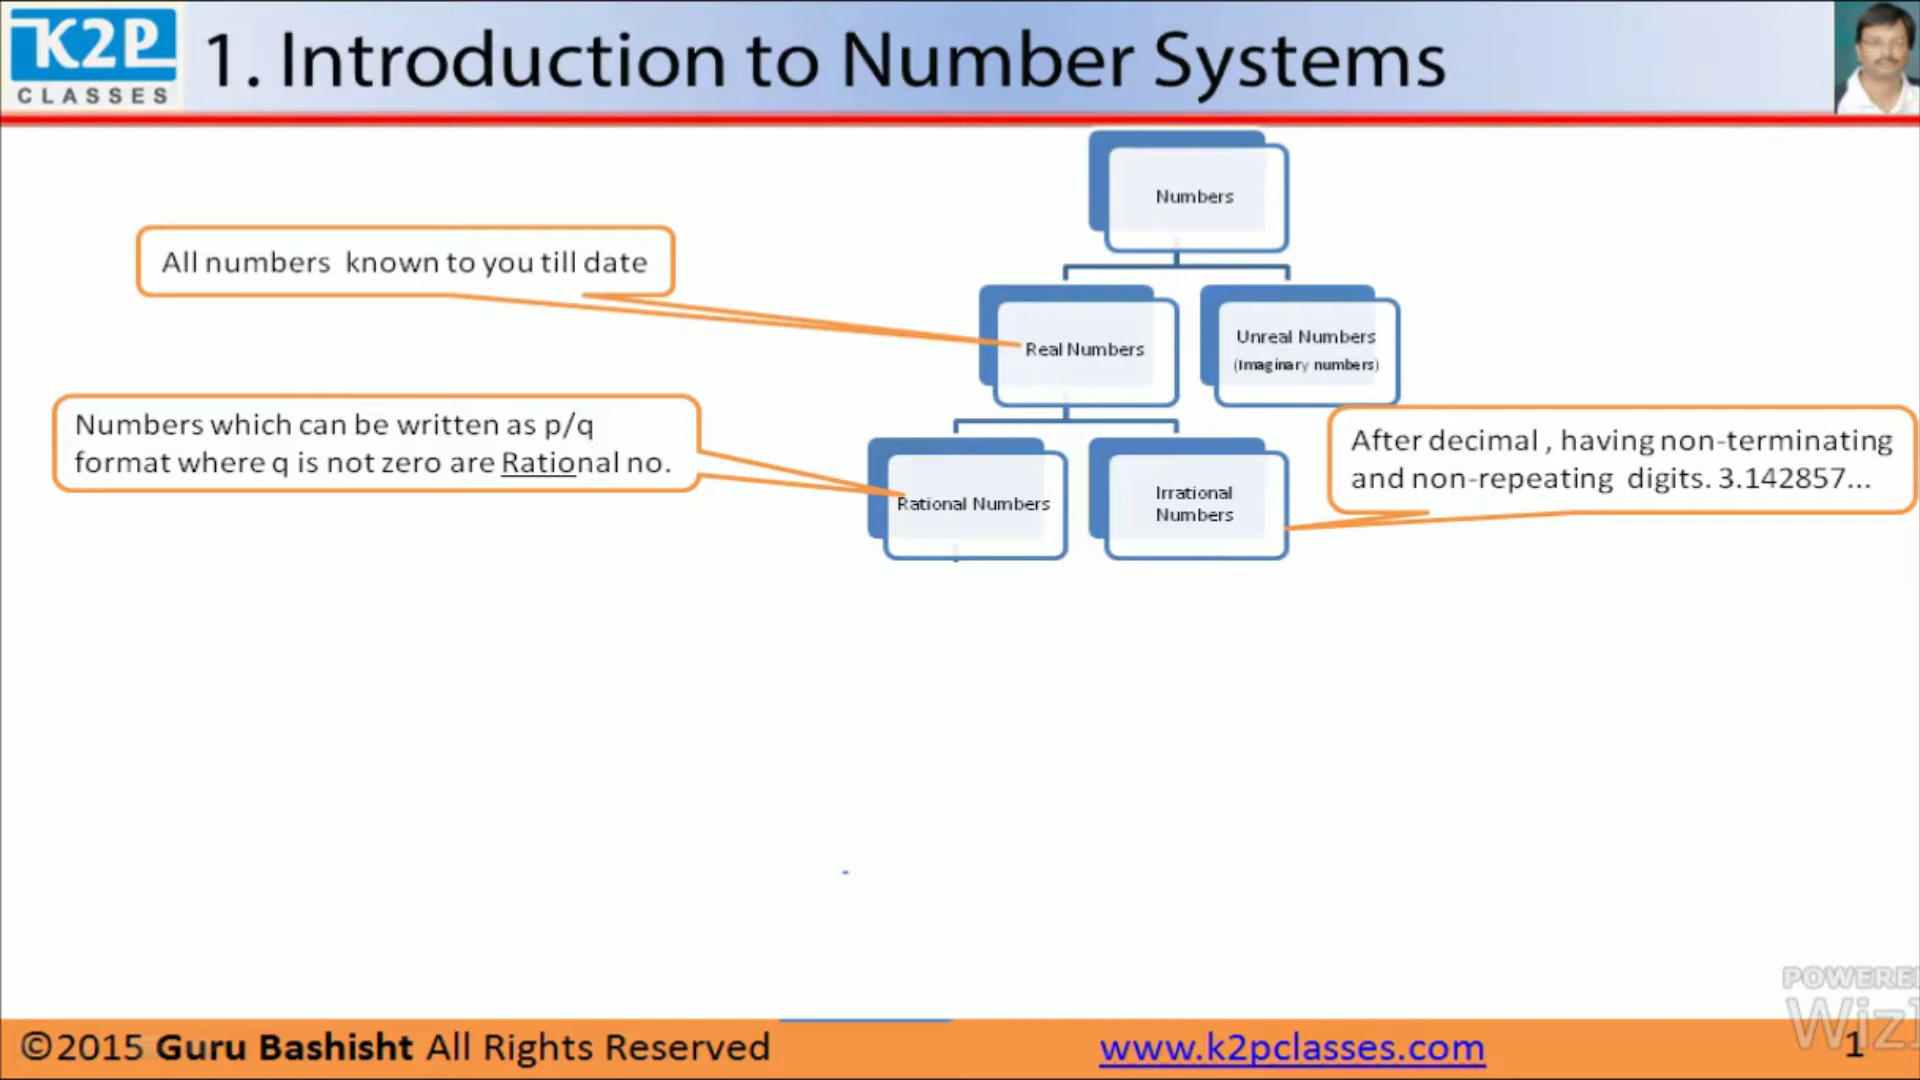 K2P
CLASSES
1. Introduction to Number Systems
Numbers
All numbers known to you till date
Real Numbers
Unreal Numbers
(Imaginary numbers)
Numbers which can be written as p/q
format where q is not zero are Rational no.
After decimal , having non-terminating
and non-repeating digits. 3.142857...
Rational Numbers
Irrational
Numbers
©2015 Guru Bashisht All Rights Reserved
www.k2pclasses.com
1